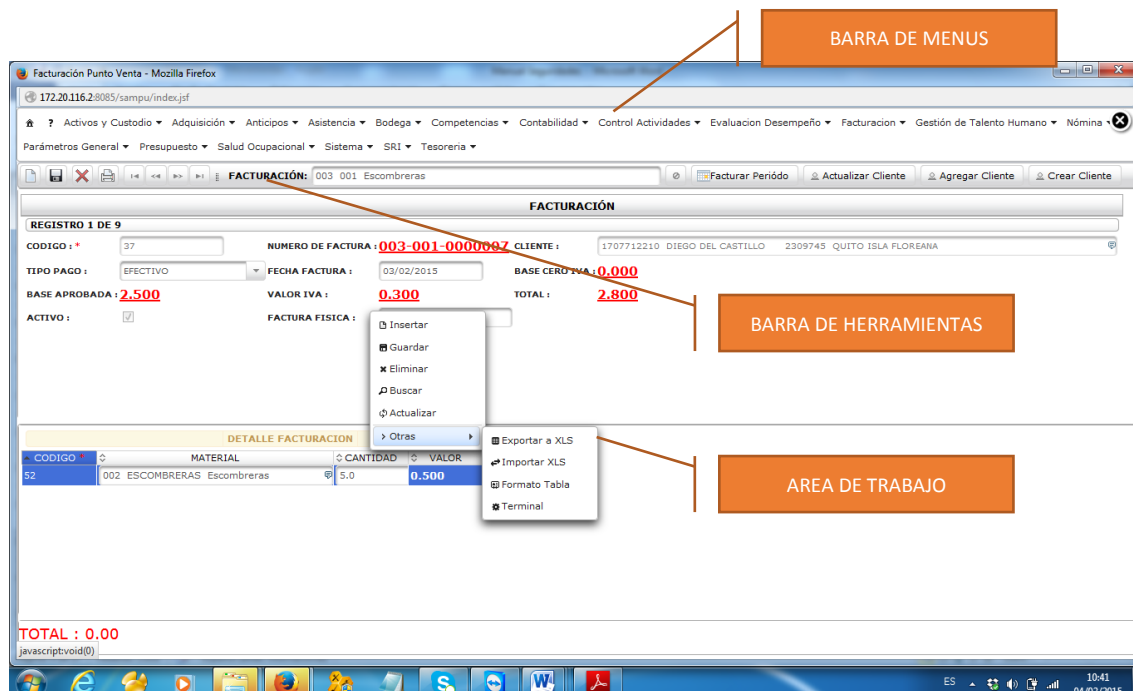 BARRA DE MENUS
Facturación Punto Venta - Mozilla Firefox
172.20.116.2:8085/sampu/index.jsf
? Activos y Custodio Adquisición Anticipos Asistencia Bodega Competencias Contabilidad Control Actividades Evaluacion Desempeño Facturacion Gestión de Talento Humano Nómina
Parámetros General Presupuesto Salud Ocupacional Sistema SRI Tesoreria
FACTURACIÓN: 003 001 Escombreras Facturar Periódo Actualizar Cliente Agregar Cliente Crear Cliente
FACTURACIÓN
REGISTRO 1 DE 9
CODIGO : * 37 NUMERO DE FACTURA : 003-001-0000007 CLIENTE : 1707712210 DIEGO DEL CASTILLO 2309745 QUITO ISLA FLOREANA
TIPO PAGO : EFECTIVO FECHA FACTURA : 03/02/2015 BASE CERO IVA : 0.000
BASE APROBADA : 2.500 VALOR IVA : 0.300 TOTAL : 2.800
ACTIVO : FACTURA FISICA :
BARRA DE HERRAMIENTAS
Insertar
Guardar
Eliminar
Buscar
Actualizar
Otras
Exportar a XLS
Importar XLS
Formato Tabla
Terminal
DETALLE FACTURACION
CODIGO * MATERIAL CANTIDAD VALOR
52 002 ESCOMBRERAS Escombreras 5.0 0.500
AREA DE TRABAJO
TOTAL : 0.00
javascript:void(0)
ES 10:41
04/02/2015